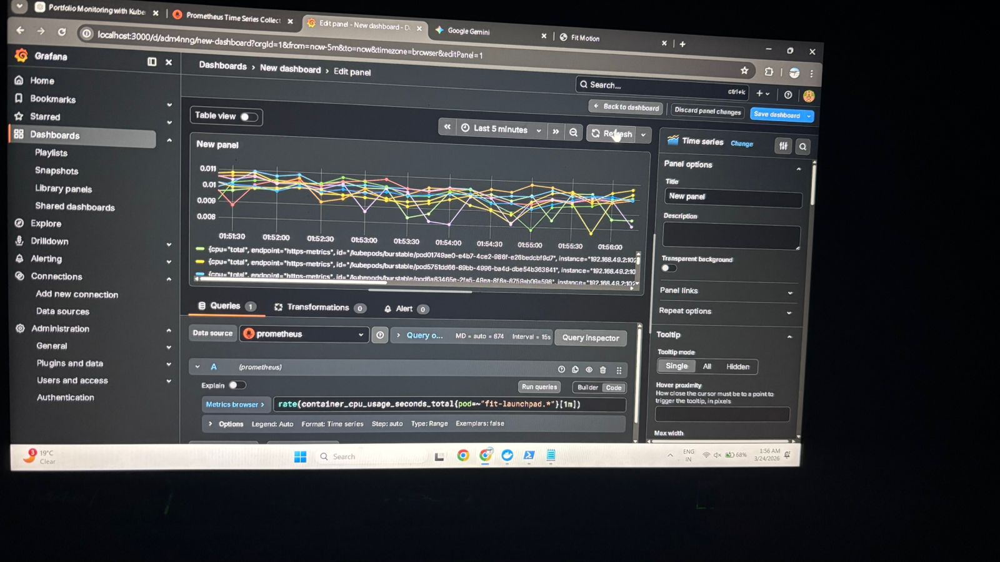 Portfolio Monitoring with Kube
Prometheus Time Series Collect
Edit panel - New dashboard - D
Google Gemini
Fit Motion
localhost:3000/d/adm4nng/new-dashboard?orgId=1&from=now-5m&to=now&timezone=browser&editPanel=1
Grafana
Dashboards > New dashboard > Edit panel
Search...
ctrl+k
Home
Bookmarks
Starred
Dashboards
Playlists
Snapshots
Library panels
Shared dashboards
Explore
Drilldown
Alerting
Connections
Add new connection
Data sources
Administration
General
Plugins and data
Users and access
Authentication
Back to dashboard
Discard panel changes
Save dashboard
Table view
Last 5 minutes
Refresh
New panel
0.011
0.01
0.009
0.008
01:51:30 01:52:00 01:52:30 01:53:00 01:53:30 01:54:00 01:54:30 01:55:00 01:55:30 01:56:00
{cpu="total", endpoint="https-metrics", id="/kubepods/burstable/pod01749ae0-e4b7-4ce2-986f-e26bedcbf9d7", instance="192.168.49.2:102
{cpu="total", endpoint="https-metrics", id="/kubepods/burstable/pod5751dd66-89bb-4996-ba4d-dbe54b363841", instance="192.168.49.2:10
{cpu="total", endpoint="https-metrics", id="/kubepods/burstable/pod6a83465e-2fa5-49ea-8f8a-8759ab09a598", instance="192.168.49.2:102
Queries 1
Transformations 0
Alert 0
Data source
prometheus
Query o...
MD = auto = 674
Interval = 15s
Query inspector
A
(prometheus)
Explain
Run queries
Builder
Code
Metrics browser >
rate(container_cpu_usage_seconds_total{pod=~"fit-launchpad.*"}[1m])
> Options Legend: Auto Format: Time series Step: auto Type: Range Exemplars: false
Time series
Change
Panel options
Title
New panel
Description
Transparent background
Panel links
Repeat options
Tooltip
Tooltip mode
Single
All
Hidden
Hover proximity
How close the cursor must be to a point to
trigger the tooltip, in pixels
Max width
3
19°C
Clear
Search
ENG
IN
68%
1:56 AM
3/24/2026